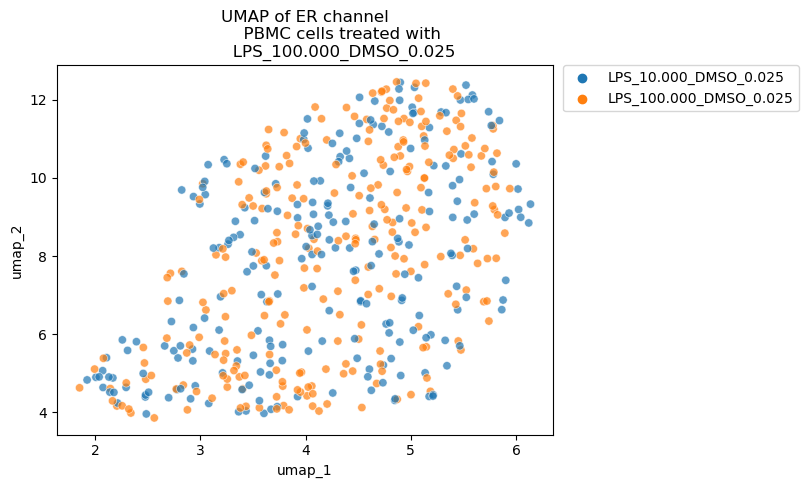 UMAP of ER channel
PBMC cells treated with
LPS_100.000_DMSO_0.025
LPS_10.000_DMSO_0.025
LPS_100.000_DMSO_0.025
umap_2
12
10
8
6
4
2 3 4 5 6
umap_1